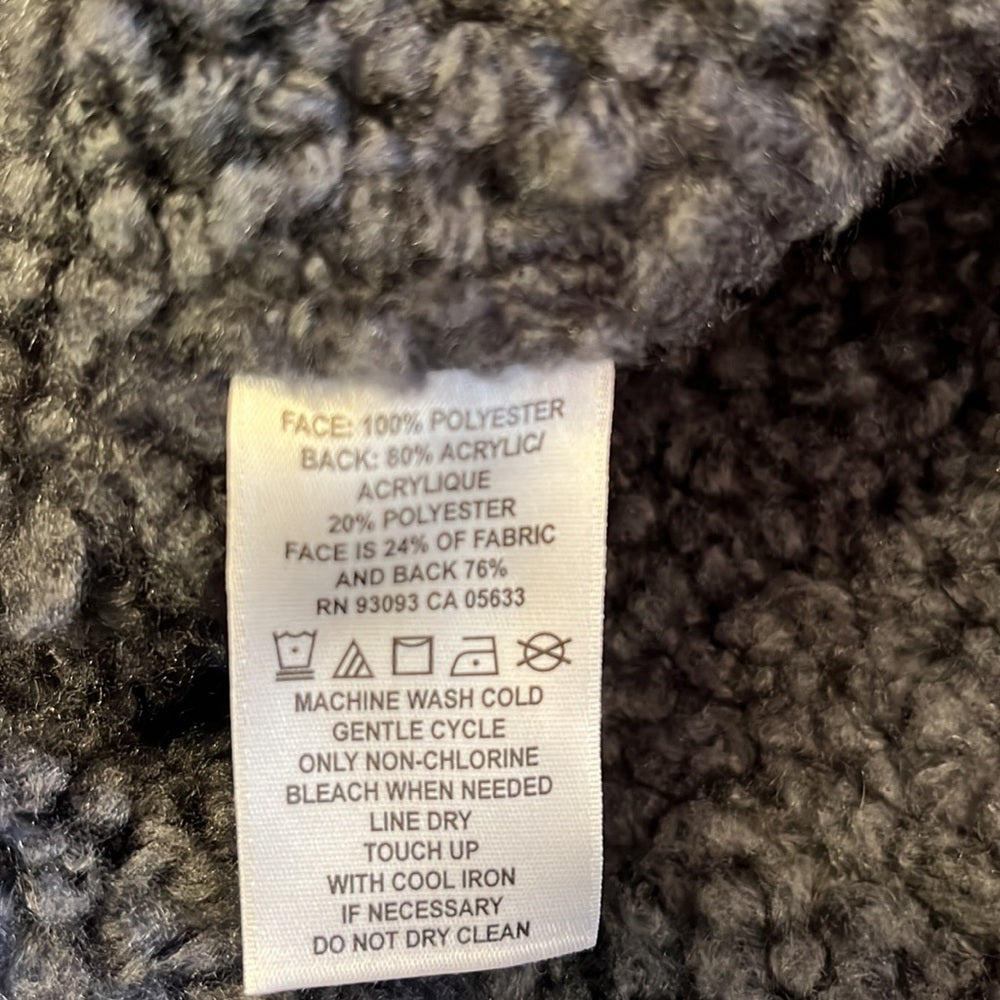 FACE: 100% POLYESTER
BACK: 80% ACRYLIC/
ACRYLIQUE
20% POLYESTER
FACE IS 24% OF FABRIC
AND BACK 76%
RN 93093 CA 05633
MACHINE WASH COLD
GENTLE CYCLE
ONLY NON-CHLORINE
BLEACH WHEN NEEDED
LINE DRY
TOUCH UP
WITH COOL IRON
IF NECESSARY
DO NOT DRY CLEAN